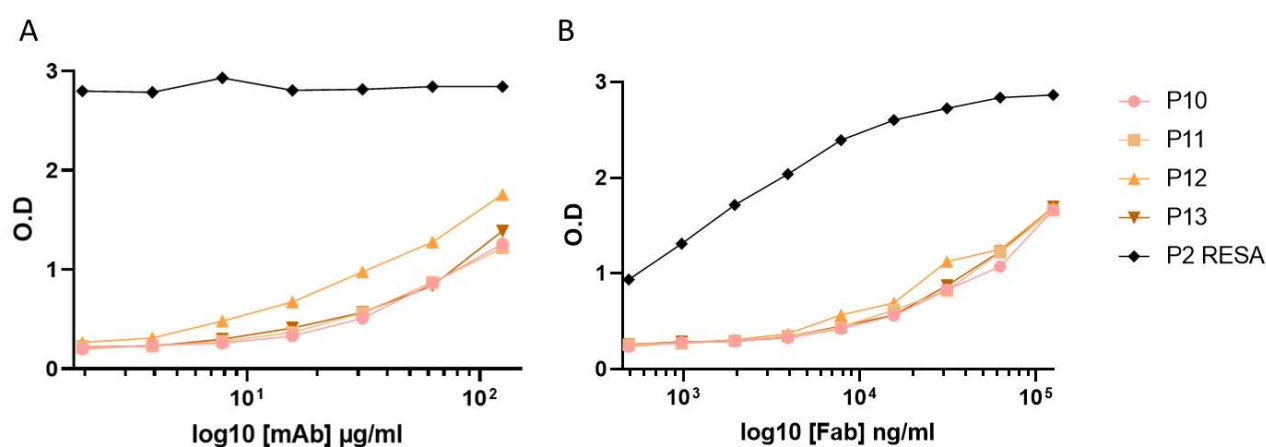 A
3
2
1
0
O.D
10¹
10²
log10 [mAb] µg/ml
B
3
2
1
0
O.D
10³
10⁴
10⁵
log10 [Fab] ng/ml
P10
P11
P12
P13
P2 RESA